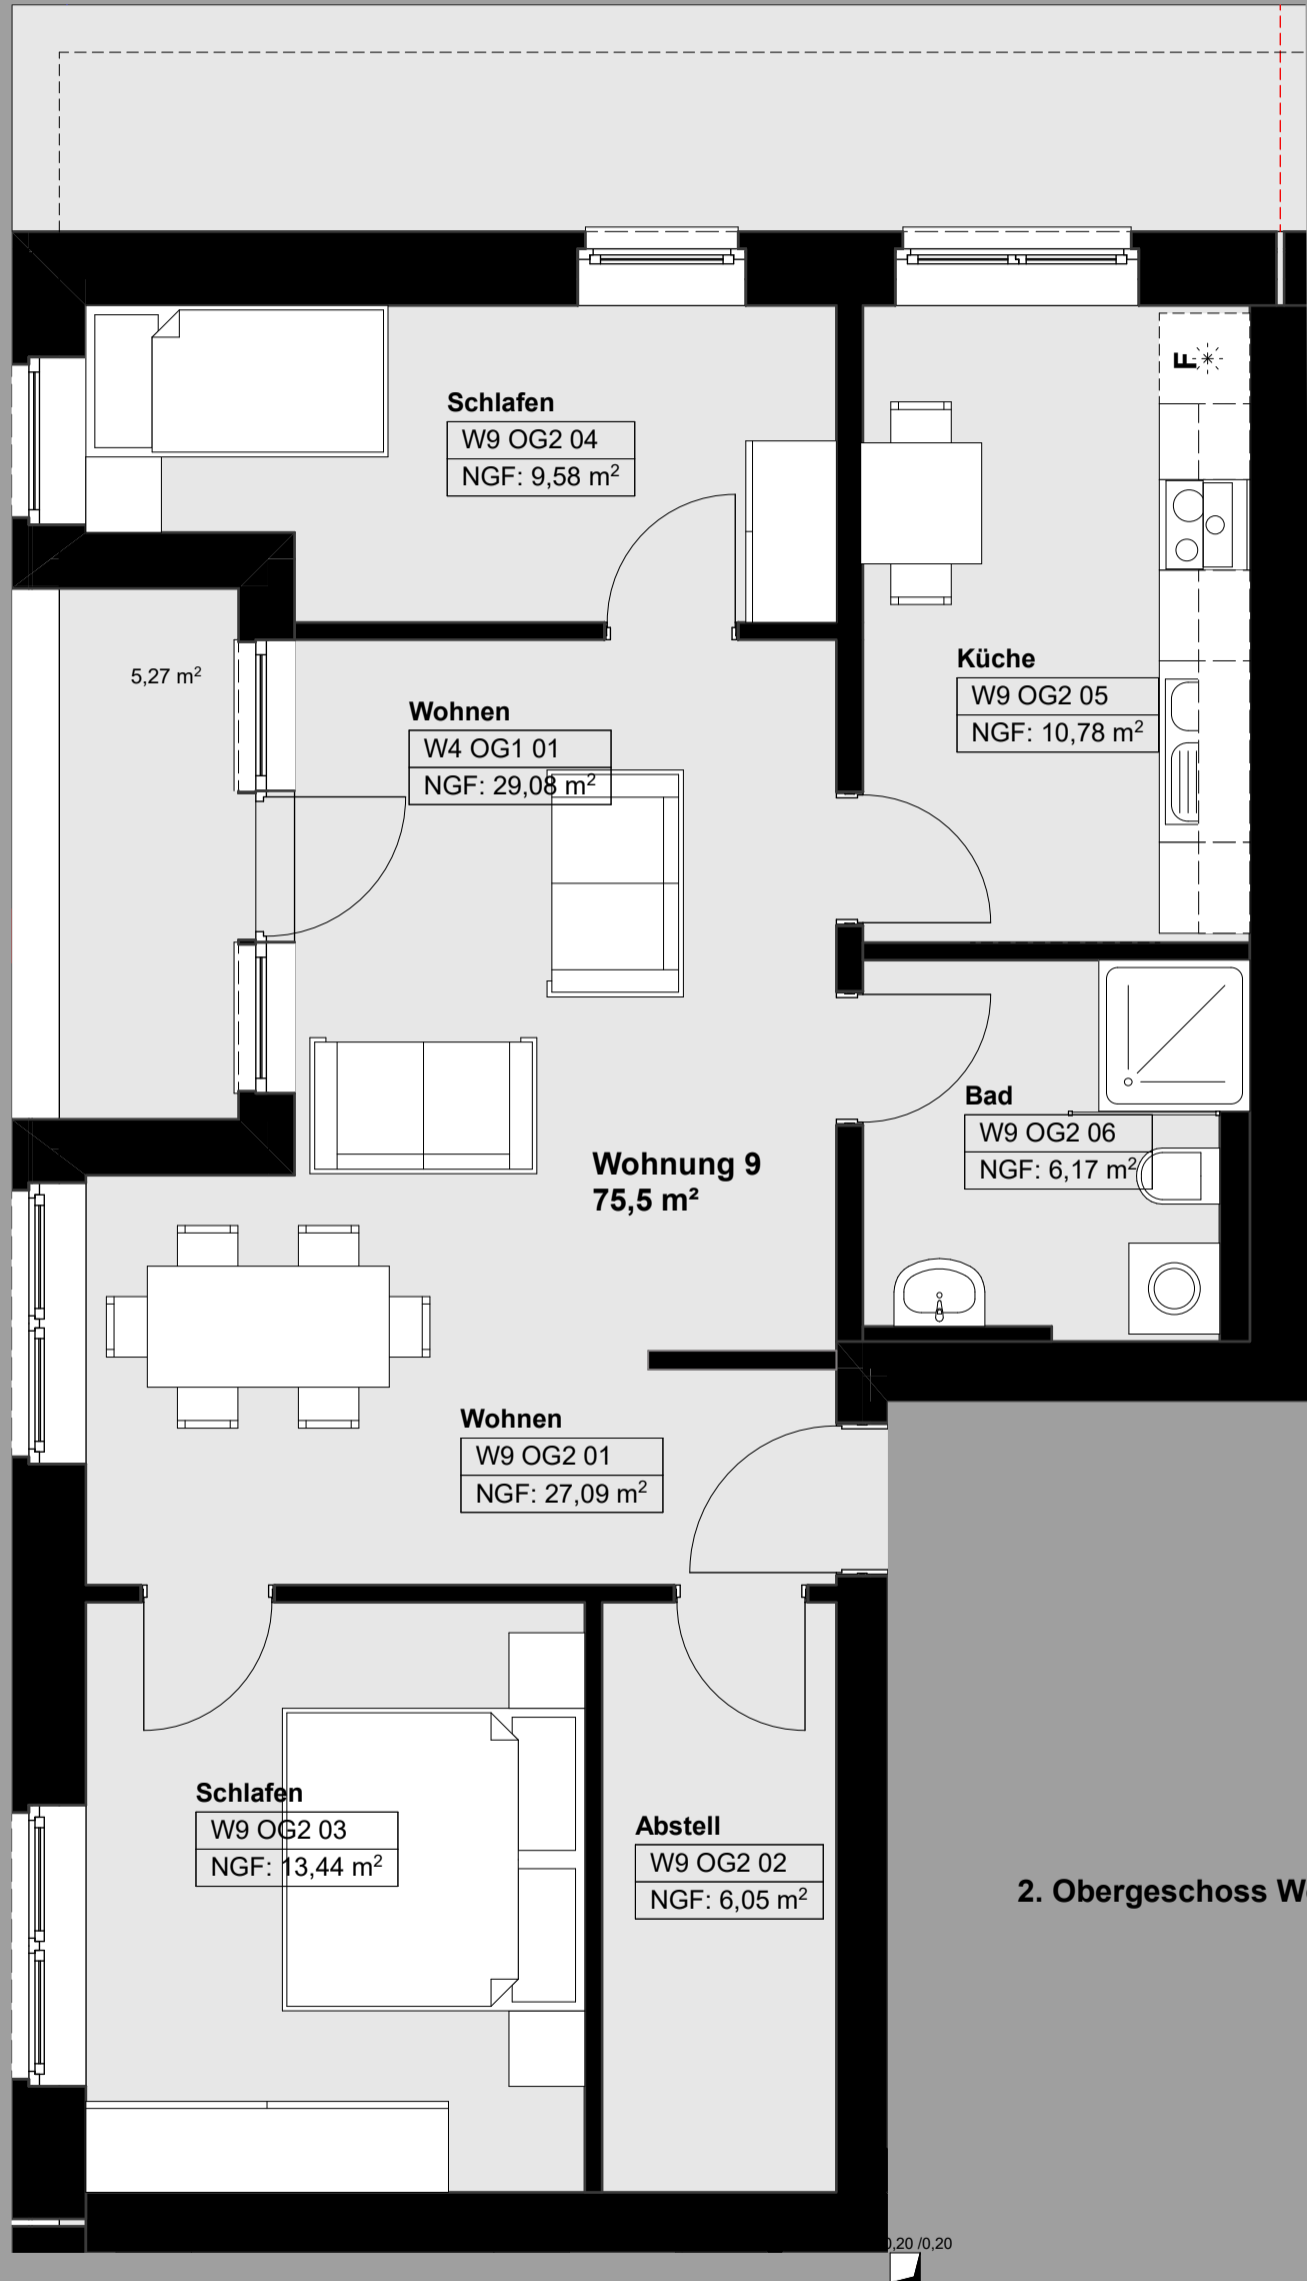 F
Schlafen
W9 OG2 04
NGF: 9,58 m²
5,27 m²
Küche
W9 OG2 05
NGF: 10,78 m²
Wohnen
W4 OG1 01
NGF: 29,08 m²
Bad
W9 OG2 06
NGF: 6,17 m²
Wohnung 9
75,5 m²
Wohnen
W9 OG2 01
NGF: 27,09 m²
Schlafen
W9 OG2 03
NGF: 13,44 m²
Abstell
W9 OG2 02
NGF: 6,05 m²
2. Obergeschoss
/0,20